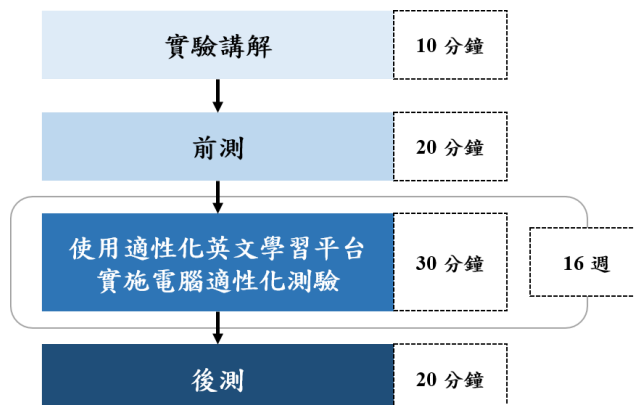 實驗講解
10 分鐘
前測
20 分鐘
使用適性化英文學習平台
實施電腦適性化測驗
30 分鐘
16 週
後測
20 分鐘